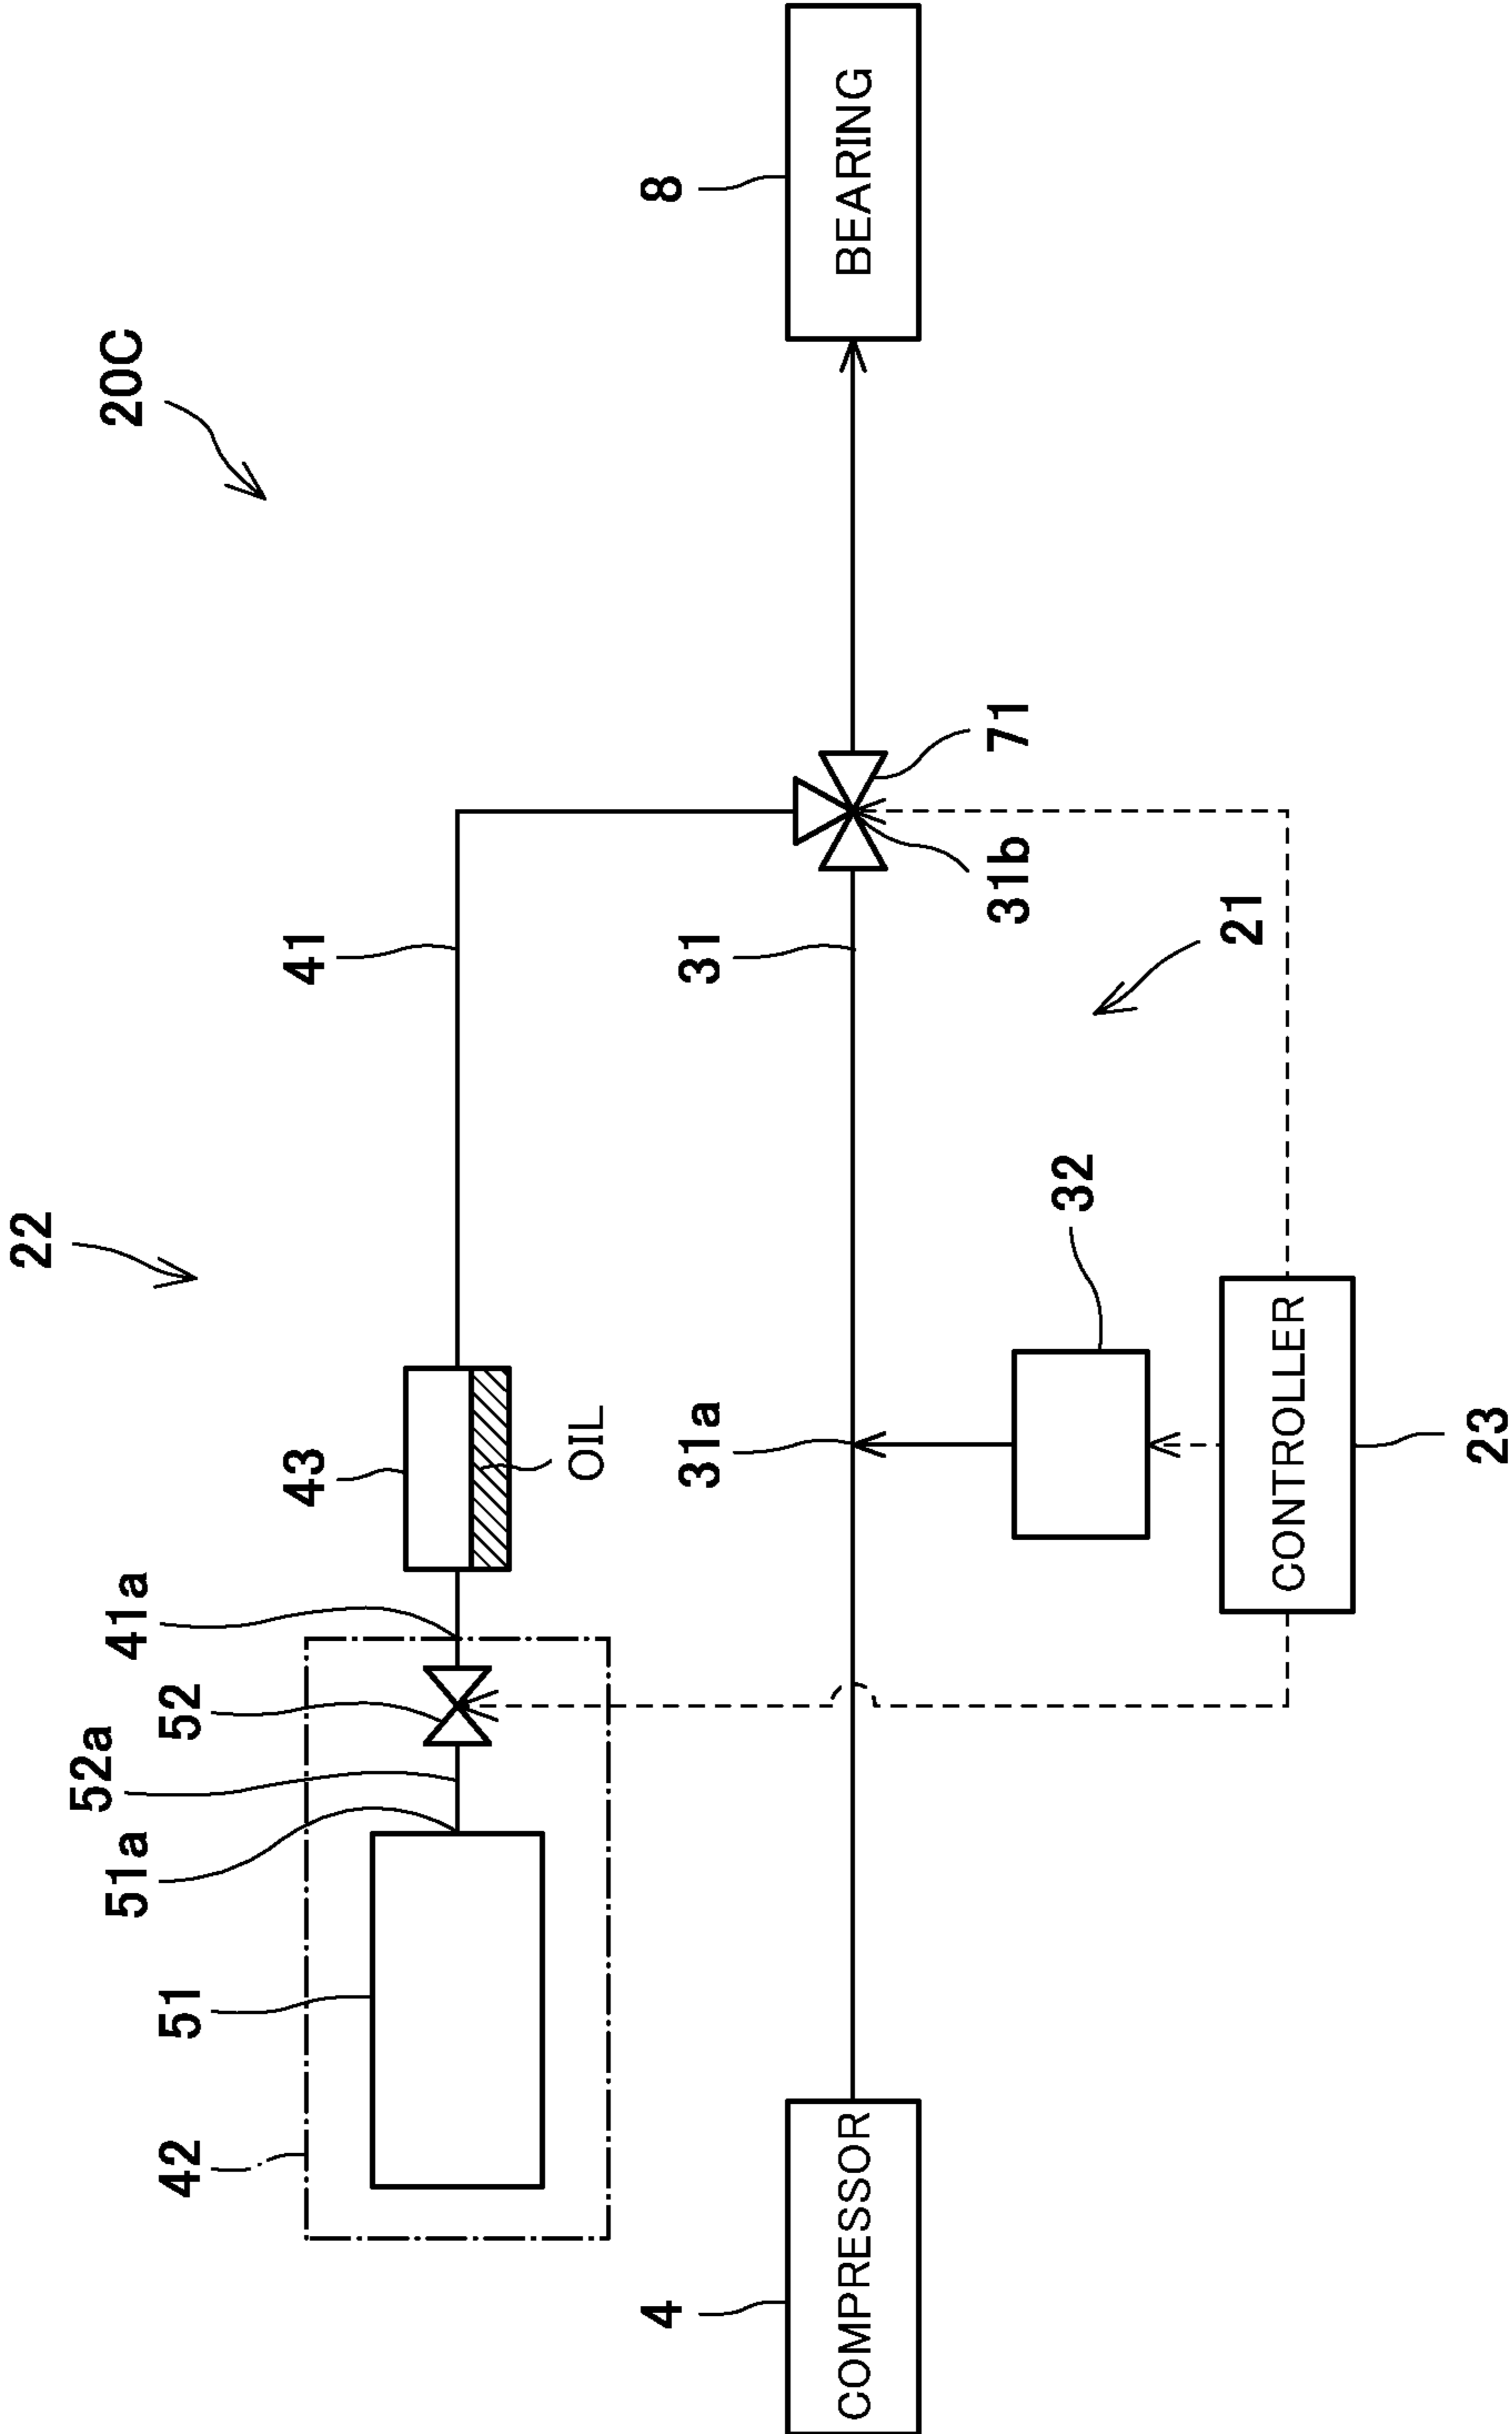 22
20C
42
51
51a
52a
52
41a
43
41
OIL
4
COMPRESSOR
31a
31
8
BEARING
31b
71
32
21
CONTROLLER
23